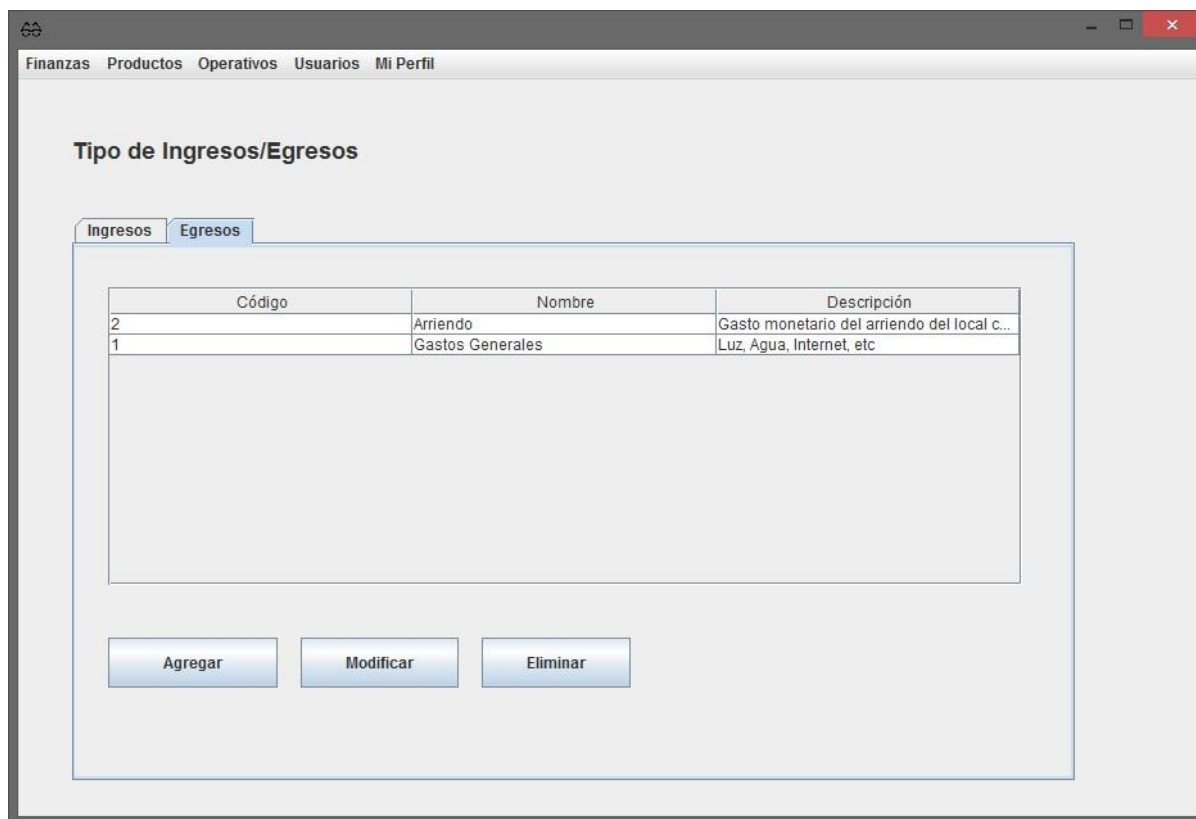 Finanzas Productos Operativos Usuarios Mi Perfil
Tipo de Ingresos/Egresos
Ingresos Egresos
Código Nombre Descripción
2 Arriendo Gasto monetario del arriendo del local c...
1 Gastos Generales Luz, Agua, Internet, etc
Agregar Modificar Eliminar